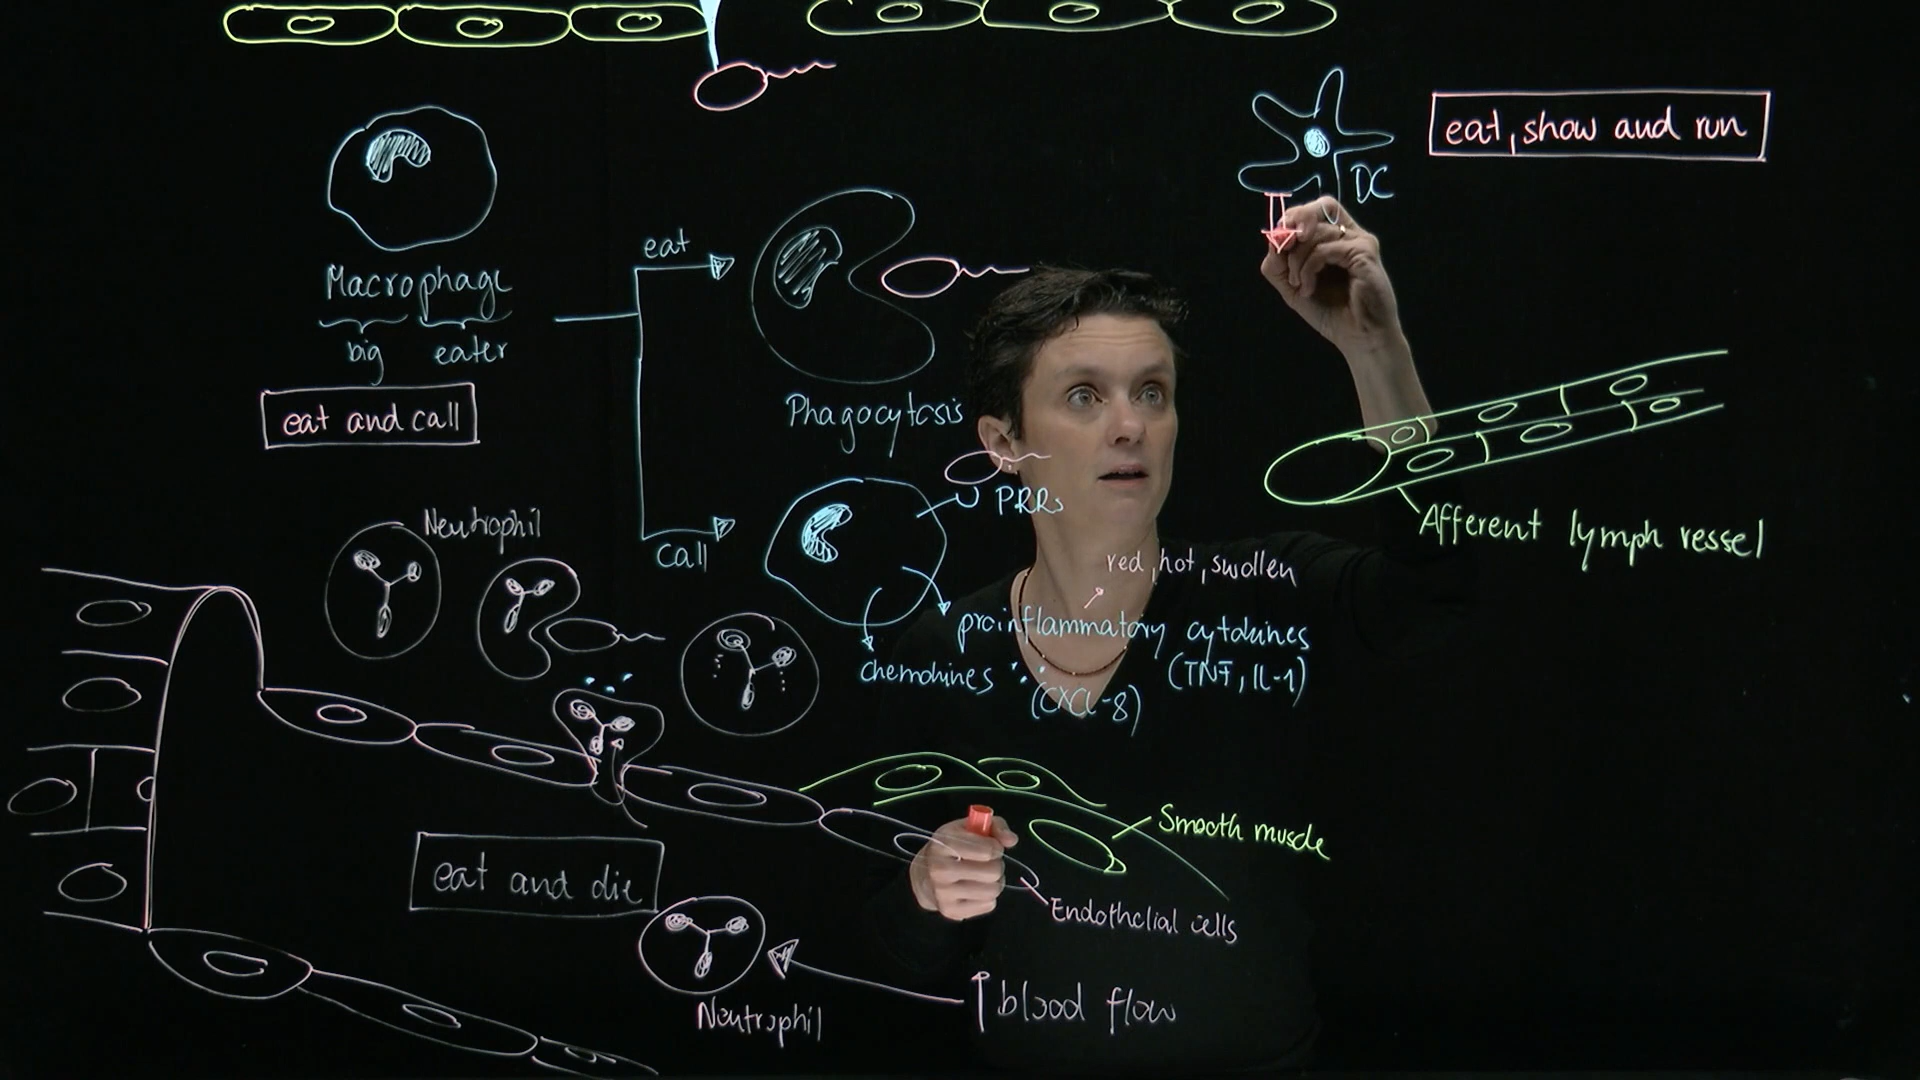 eat, show and run
DC
Macrophage
big eater
eat and call
eat
Phagocytosis
call
PRRs
red, hot, swollen
proinflammatory cytokines
(TNF, IL-1)
chemokines
(CXCL-8)
Afferent lymph vessel
Neutrophil
Smooth muscle
Endothelial cells
eat and die
Neutrophil
↑ blood flow